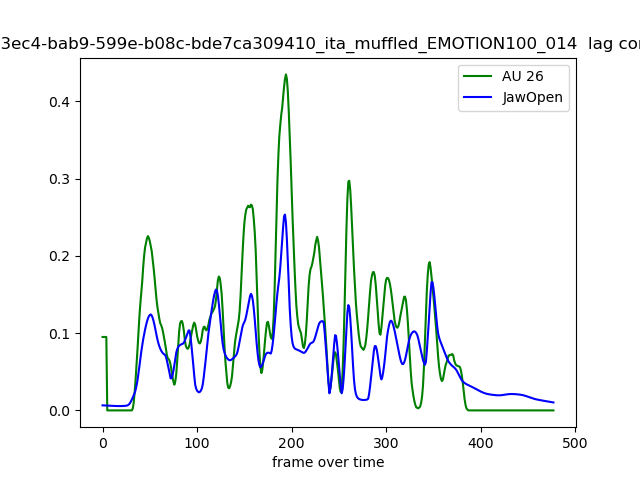 3ec4-bab9-599e-b08c-bde7ca309410_ita_muffled_EMOTION100_014 lag
AU 26
JawOpen
0.4
0.3
0.2
0.1
0.0
0 100 200 300 400 500
frame over time